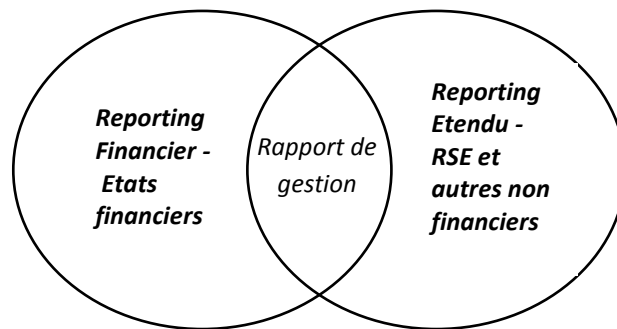 Reporting
Financier -
Etats
financiers
Rapport de
gestion
Reporting
Etendu -
RSE et
autres non
financiers